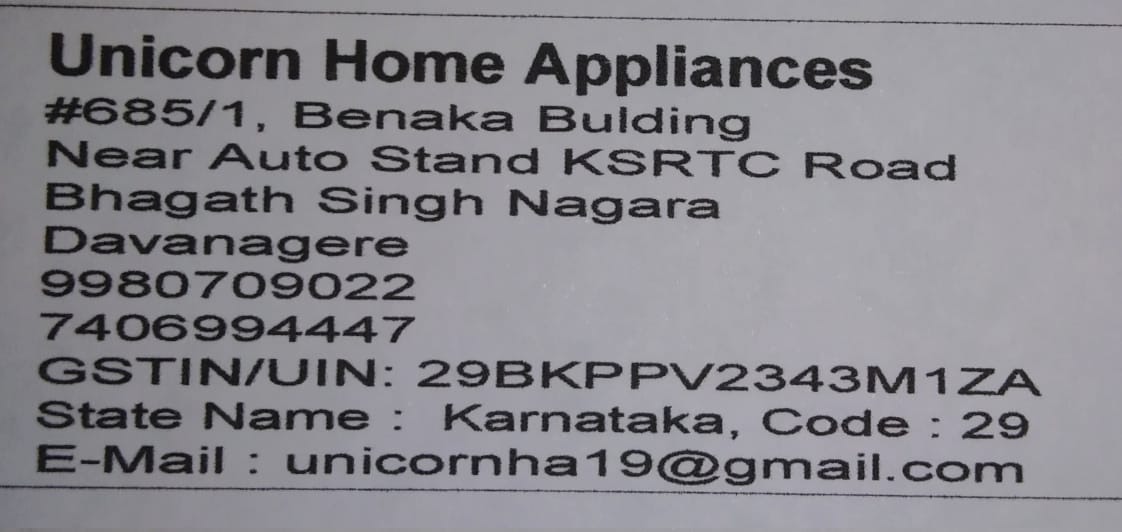 Unicorn Home Appliances
#685/1, Benaka Bulding
Near Auto Stand KSRTC Road
Bhagath Singh Nagara
Davanagere
9980709022
7406994447
GSTIN/UIN: 29BKPPV2343M1ZA
State Name : Karnataka, Code : 29
E-Mail : unicornha19@gmail.com